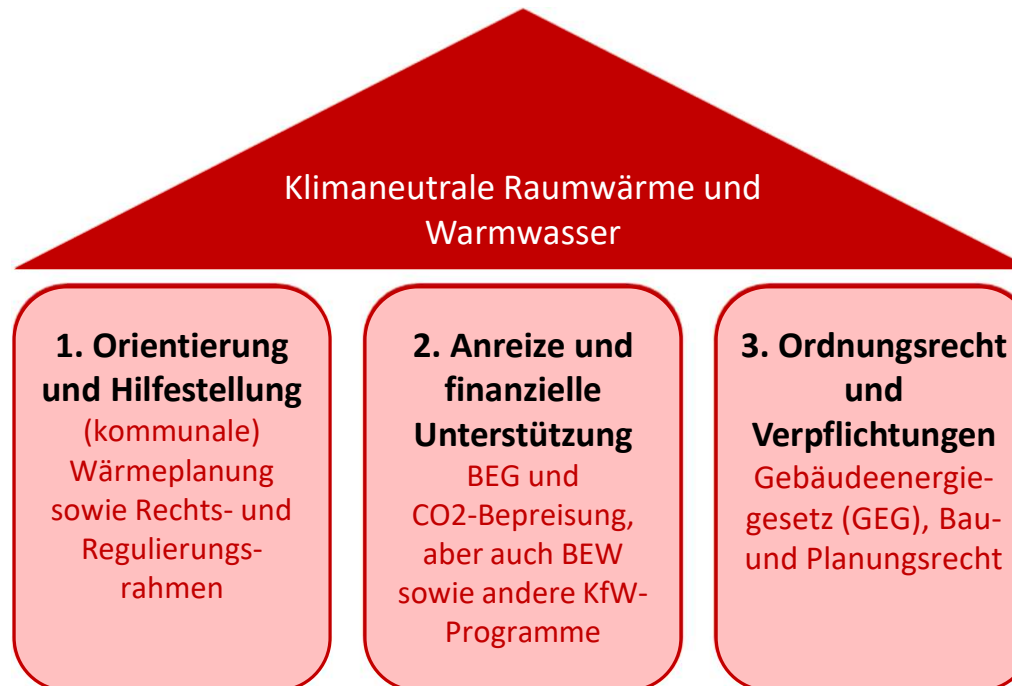 Klimaneutrale Raumwärme und
Warmwasser
1. Orientierung
und Hilfestellung
(kommunale)
Wärmeplanung
sowie Rechts- und
Regulierungs-
rahmen
2. Anreize und
finanzielle
Unterstützung
BEG und
CO2-Bepreisung,
aber auch BEW
sowie andere KfW-
Programme
3. Ordnungsrecht
und
Verpflichtungen
Gebäudeenergie-
gesetz (GEG), Bau-
und Planungsrecht